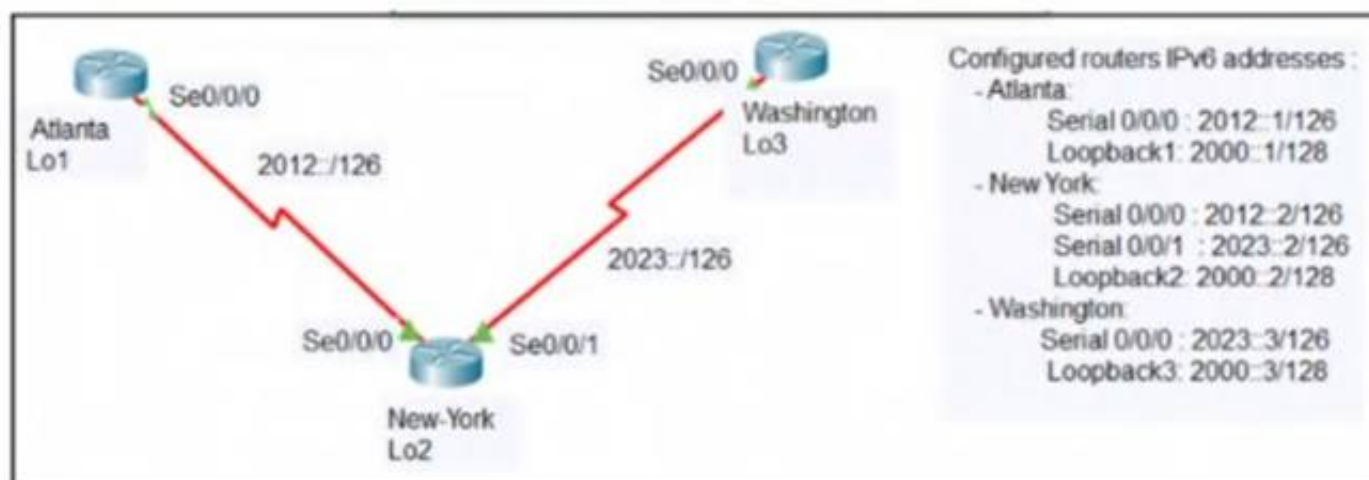 Se0/0/0
Atlanta
Lo1
2012::/126
Se0/0/0
Washington
Lo3
2023::/126
Se0/0/0
Se0/0/1
New-York
Lo2
Configured routers IPv6 addresses :
- Atlanta:
Serial 0/0/0 : 2012::1/126
Loopback1: 2000::1/128
- New York:
Serial 0/0/0 : 2012::2/126
Serial 0/0/1 : 2023::2/126
Loopback2: 2000::2/128
- Washington:
Serial 0/0/0 : 2023::3/126
Loopback3: 2000::3/128